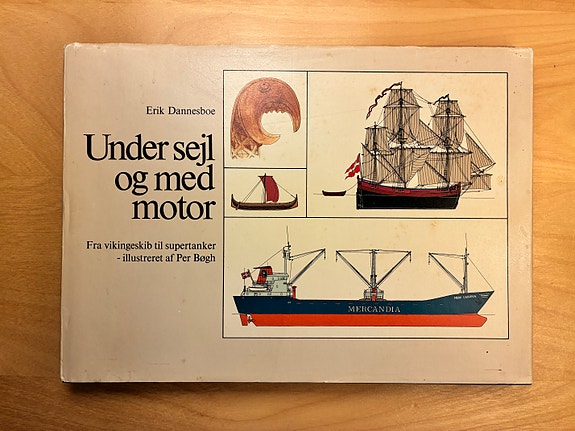 Erik Dannesboe
Under sejl
og med
motor
Fra vikingeskib til supertanker
- illustreret af Per Bøgh
MERCANDIA